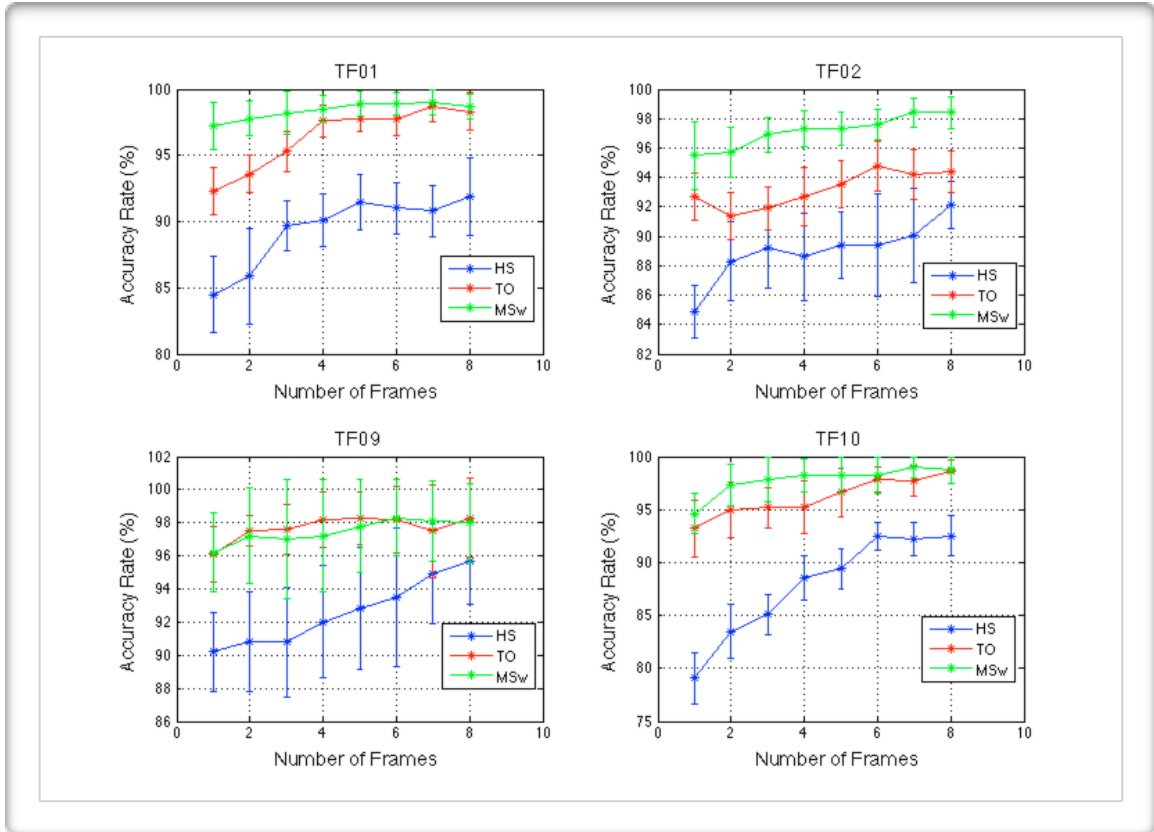 TF01
100
95
90
85
80
Accuracy Rate (%)
HS
TO
MSw
0 2 4 6 8 10
Number of Frames
TF02
100
98
96
94
92
90
88
86
84
82
Accuracy Rate (%)
HS
TO
MSw
0 2 4 6 8 10
Number of Frames
TF09
102
100
98
96
94
92
90
88
86
Accuracy Rate (%)
HS
TO
MSw
0 2 4 6 8 10
Number of Frames
TF10
100
95
90
85
80
75
Accuracy Rate (%)
HS
TO
MSw
0 2 4 6 8 10
Number of Frames